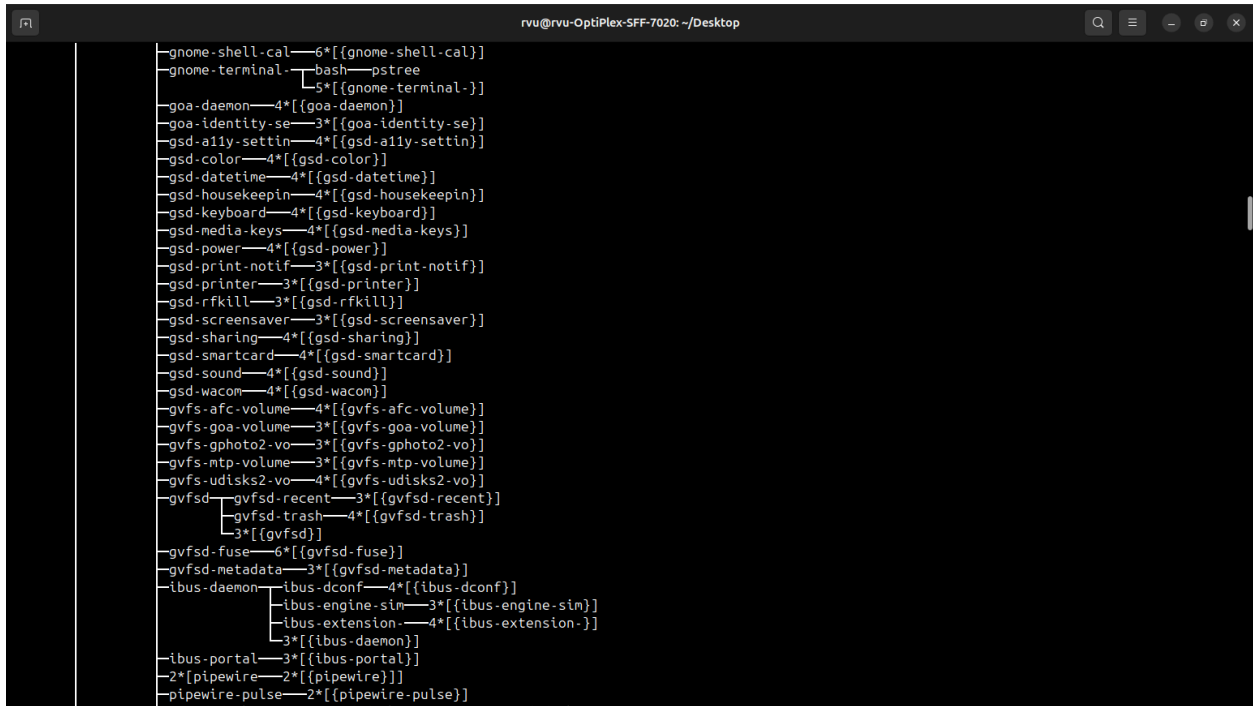 rvu@rvu-OptiPlex-SFF-7020: ~/Desktop
├─gnome-shell-cal───6*[{gnome-shell-cal}]
├─gnome-terminal-─┬─bash───pstree
│                 └─5*[{gnome-terminal-}]
├─goa-daemon───4*[{goa-daemon}]
├─goa-identity-se───3*[{goa-identity-se}]
├─gsd-a11y-settin───4*[{gsd-a11y-settin}]
├─gsd-color───4*[{gsd-color}]
├─gsd-datetime───4*[{gsd-datetime}]
├─gsd-housekeepin───4*[{gsd-housekeepin}]
├─gsd-keyboard───4*[{gsd-keyboard}]
├─gsd-media-keys───4*[{gsd-media-keys}]
├─gsd-power───4*[{gsd-power}]
├─gsd-print-notif───3*[{gsd-print-notif}]
├─gsd-printer───3*[{gsd-printer}]
├─gsd-rfkill───3*[{gsd-rfkill}]
├─gsd-screensaver───3*[{gsd-screensaver}]
├─gsd-sharing───4*[{gsd-sharing}]
├─gsd-smartcard───4*[{gsd-smartcard}]
├─gsd-sound───4*[{gsd-sound}]
├─gsd-wacom───4*[{gsd-wacom}]
├─gvfs-afc-volume───4*[{gvfs-afc-volume}]
├─gvfs-goa-volume───3*[{gvfs-goa-volume}]
├─gvfs-gphoto2-vo───3*[{gvfs-gphoto2-vo}]
├─gvfs-mtp-volume───3*[{gvfs-mtp-volume}]
├─gvfs-udisks2-vo───4*[{gvfs-udisks2-vo}]
├─gvfsd─┬─gvfsd-recent───3*[{gvfsd-recent}]
│       ├─gvfsd-trash───4*[{gvfsd-trash}]
│       └─3*[{gvfsd}]
├─gvfsd-fuse───6*[{gvfsd-fuse}]
├─gvfsd-metadata───3*[{gvfsd-metadata}]
├─ibus-daemon─┬─ibus-dconf───4*[{ibus-dconf}]
│             ├─ibus-engine-sim───3*[{ibus-engine-sim}]
│             ├─ibus-extension-───4*[{ibus-extension-}]
│             └─3*[{ibus-daemon}]
├─ibus-portal───3*[{ibus-portal}]
├─2*[pipewire───2*[{pipewire}]]
├─pipewire-pulse───2*[{pipewire-pulse}]